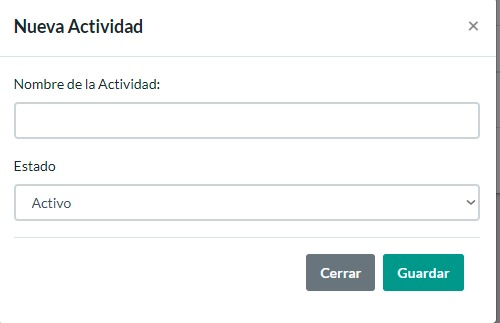 Nueva Actividad ×
Nombre de la Actividad:
Estado
Activo
Cerrar Guardar